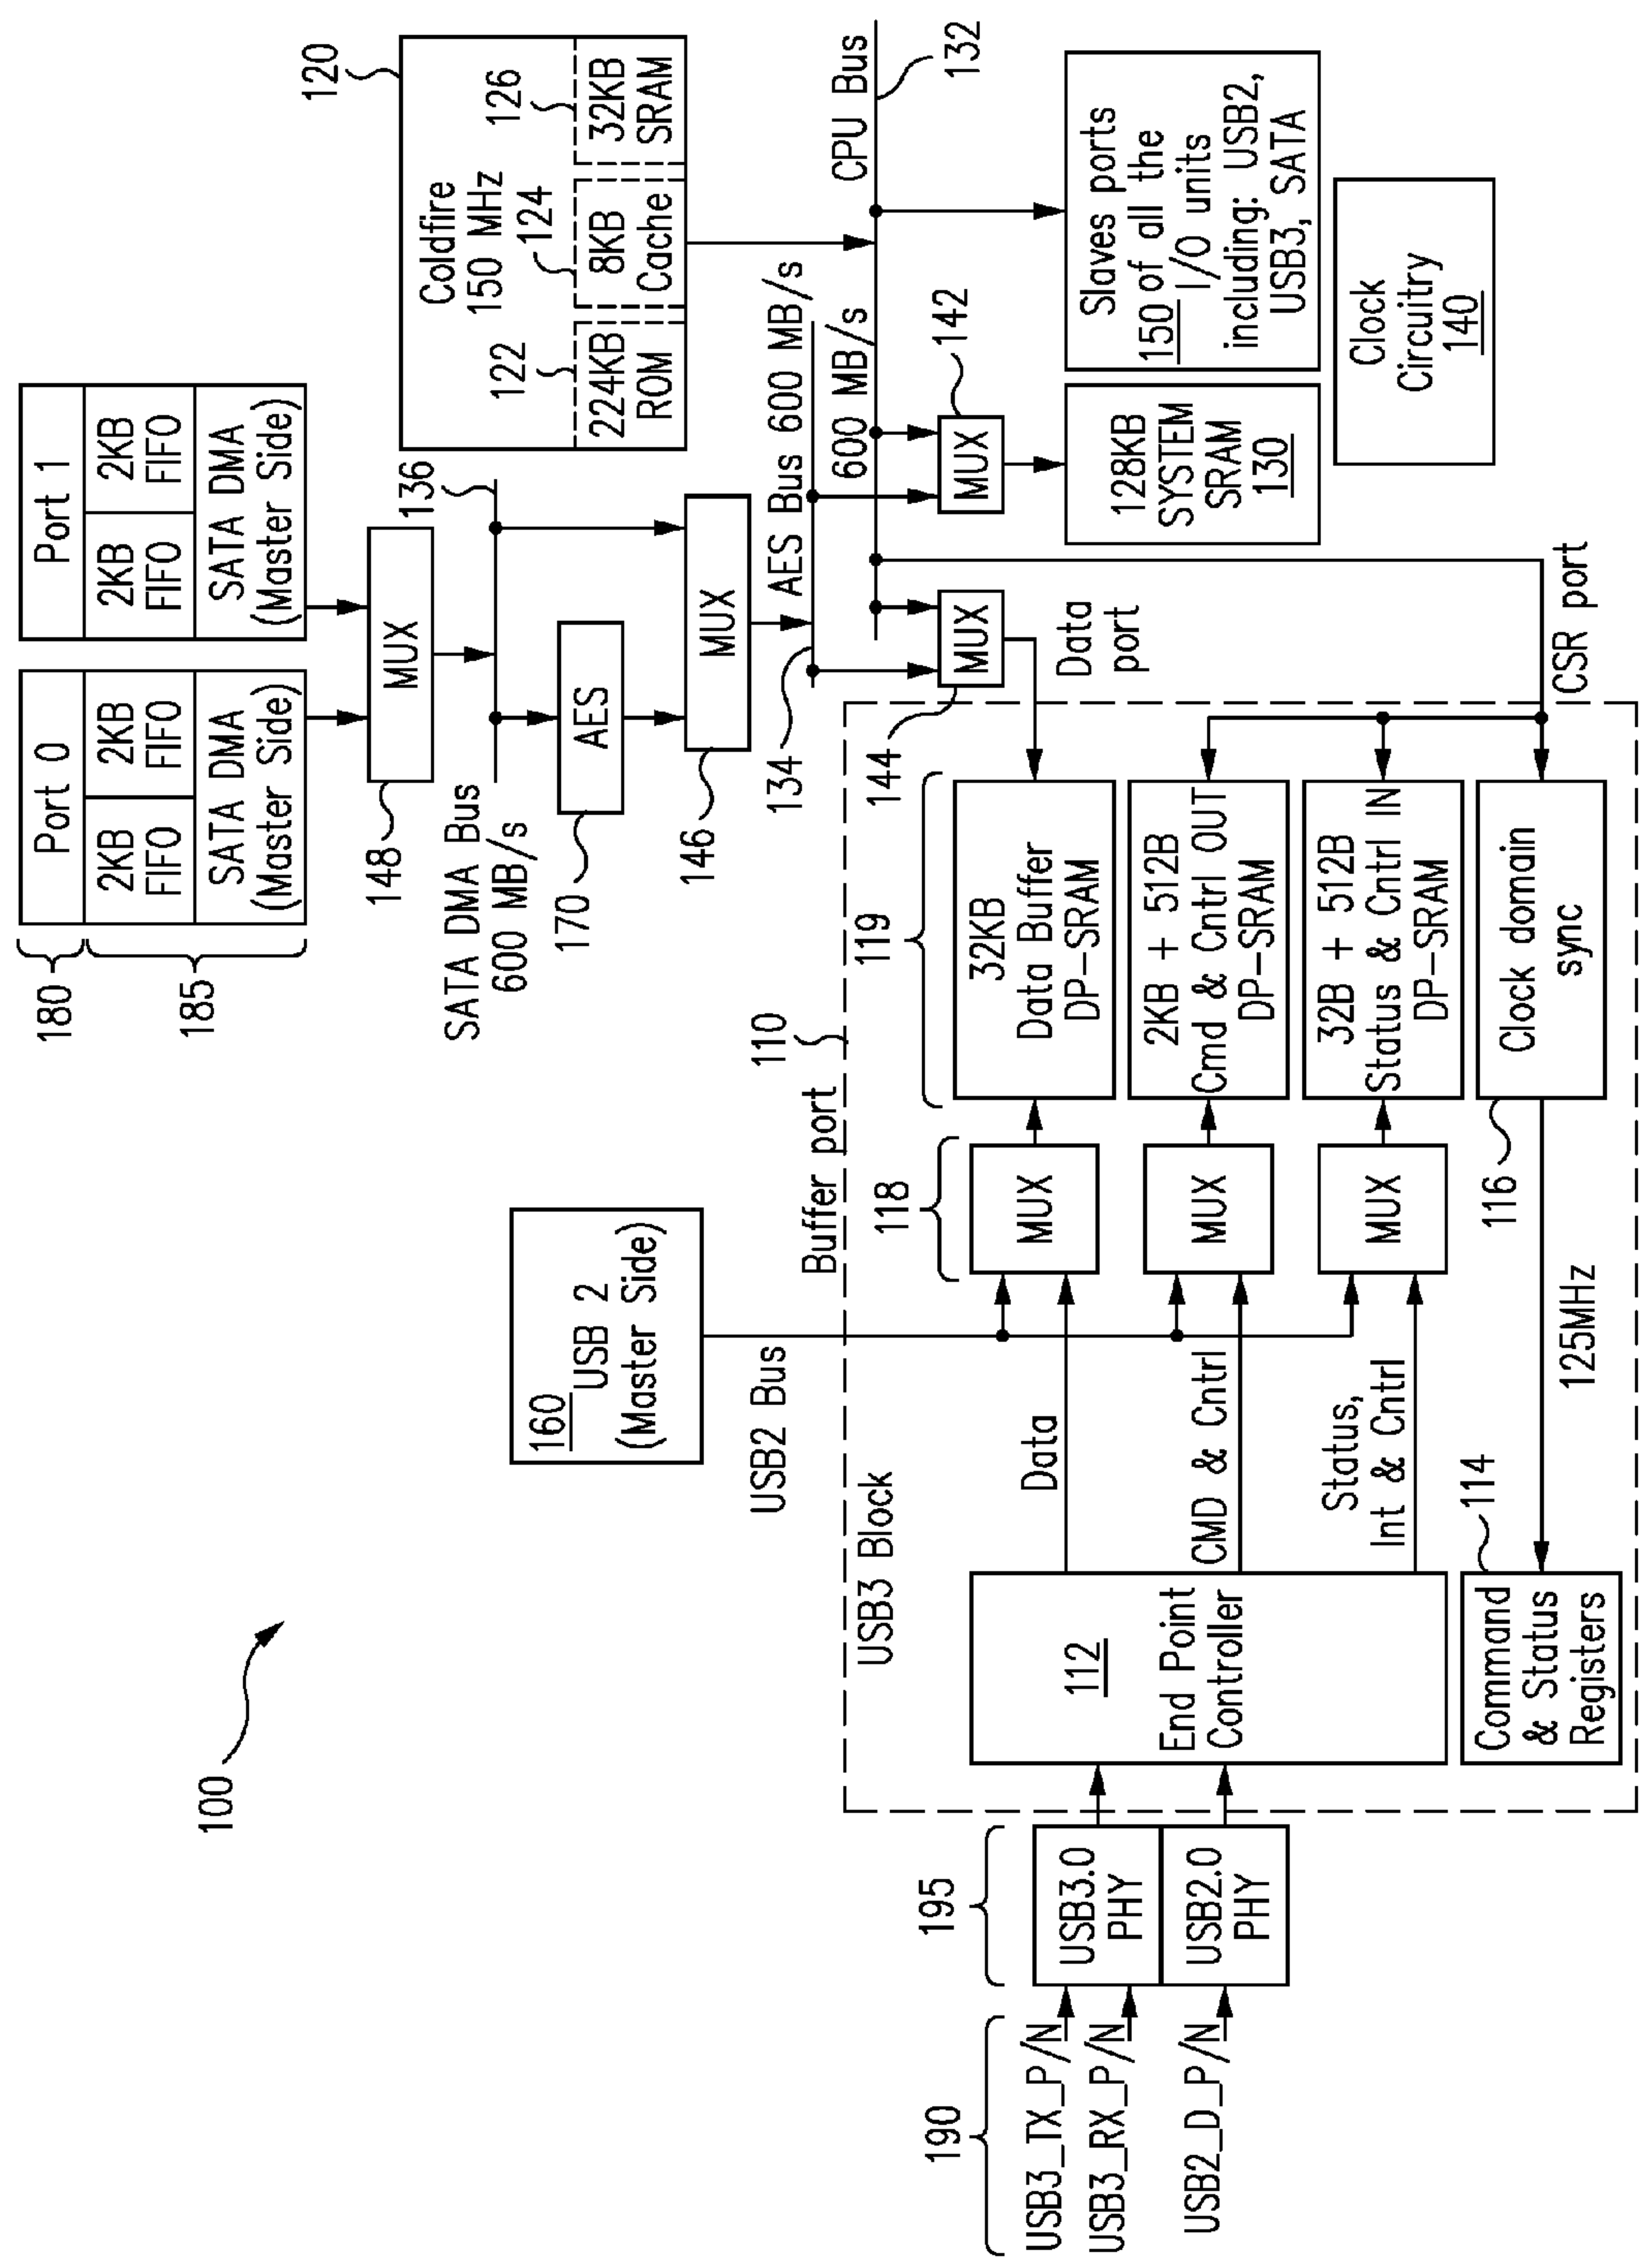 100
180
Port 0
2KB
FIFO
2KB
FIFO
SATA DMA
(Master Side)
185
Port 1
2KB
FIFO
2KB
FIFO
SATA DMA
(Master Side)
148
MUX
136
SATA DMA Bus
600 MB/s
170
AES
146
MUX
120
Coldfire
150 MHz
122
124
126
224KB
ROM
8KB
Cache
32KB
SRAM
134
AES Bus 600 MB/s
600 MB/s
CPU Bus
132
144
MUX
Data
port
142
MUX
128KB
SYSTEM
SRAM
130
Slaves ports
150 of all the
I/O units
including: USB2,
USB3, SATA
Clock
Circuitry
140
CSR port
160
USB 2
(Master Side)
USB2 Bus
Buffer port
110
USB3 Block
190
USB3_TX_P/N
USB3_RX_P/N
USB2_D_P/N
195
USB3.0
PHY
USB2.0
PHY
112
End Point
Controller
Data
CMD & Cntrl
Status,
Int & Cntrl
118
MUX
MUX
MUX
119
32KB
Data Buffer
DP-SRAM
2KB + 512B
Cmd & Cntrl OUT
DP-SRAM
32B + 512B
Status & Cntrl IN
DP-SRAM
114
Command
& Status
Registers
125MHz
116
Clock domain
sync